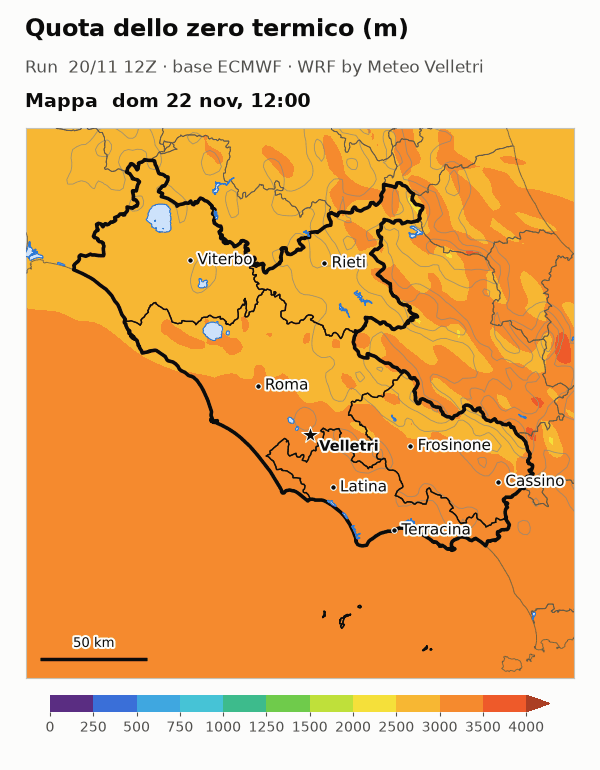 Quota dello zero termico (m)
Run  20/11 12Z · base ECMWF · WRF by Meteo Velletri
Mappa  dom 22 nov, 12:00
Viterbo
Rieti
Roma
Velletri
Frosinone
Latina
Cassino
Terracina
50 km
0 250 500 750 1000 1250 1500 2000 2500 3000 3500 4000